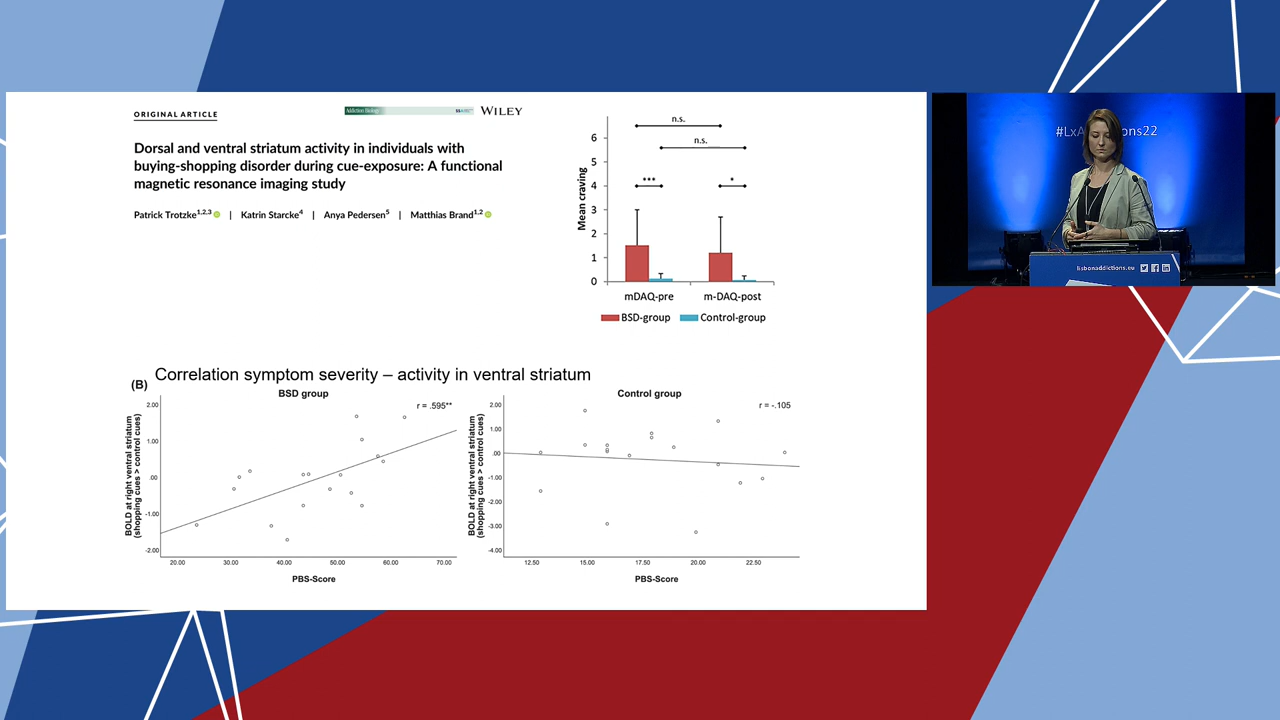 ORIGINAL ARTICLE
Addiction Biology
WILEY
Dorsal and ventral striatum activity in individuals with
buying-shopping disorder during cue-exposure: A functional
magnetic resonance imaging study
Patrick Trotzke1,2,3 | Katrin Starcke4 | Anya Pedersen5 | Matthias Brand1,2
n.s.
n.s.
*** *
Mean craving
6
5
4
3
2
1
0
mDAQ-pre m-DAQ-post
BSD-group Control-group
#LxA ons22
lisbonaddictions.eu
Correlation symptom severity – activity in ventral striatum
(B)
BSD group
r = .595**
BOLD at right ventral striatum
(shopping cues > control cues)
2.00
1.00
.00
-1.00
-2.00
20.00 30.00 40.00 50.00 60.00 70.00
PBS-Score
Control group
r = -.105
BOLD at right ventral striatum
(shopping cues > control cues)
2.00
1.00
.00
-1.00
-2.00
-3.00
-4.00
12.50 15.00 17.50 20.00 22.50
PBS-Score